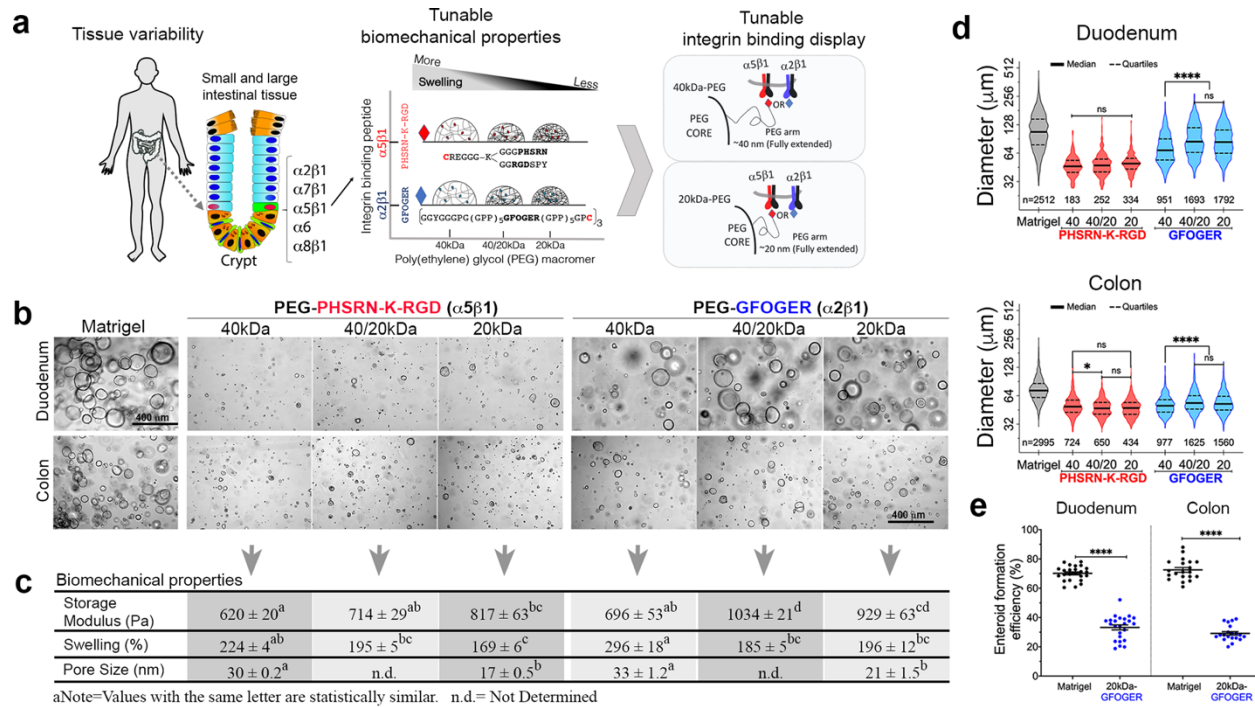 a
Tissue variability
Small and large
intestinal tissue
α2β1
α7β1
α5β1
α6
α8β1
Crypt
Tunable
biomechanical properties
More
Swelling
Less
Integrin binding peptide
α5β1
PHSRN-K-RGD
CREGGG-K
GGGPHSRN
GGRGDSPY
α2β1
GFOGER
GGYGGGPG(GPP)5GFOGER(GPP)5GPC
3
40kDa 40/20kDa 20kDa
Poly(ethylene) glycol (PEG) macromer
Tunable
integrin binding display
α5β1 α2β1
40kDa-PEG
OR
PEG
CORE
PEG arm
~40 nm (Fully extended)
α5β1 α2β1
20kDa-PEG
OR
PEG
CORE
PEG arm
~20 nm (Fully extended)
b
PEG-PHSRN-K-RGD (α5β1) PEG-GFOGER (α2β1)
Matrigel 40kDa 40/20kDa 20kDa 40kDa 40/20kDa 20kDa
Duodenum
400 μm
Colon
400 μm
c
Biomechanical properties
Storage
Modulus (Pa) 620 ± 20a 714 ± 29ab 817 ± 63bc 696 ± 53ab 1034 ± 21d 929 ± 63cd
Swelling (%) 224 ± 4ab 195 ± 5bc 169 ± 6c 296 ± 18a 185 ± 5bc 196 ± 12bc
Pore Size (nm) 30 ± 0.2a n.d. 17 ± 0.5b 33 ± 1.2a n.d. 21 ± 1.5b
aNote=Values with the same letter are statistically similar. n.d.= Not Determined
d
Duodenum
Diameter (μm)
512
256
128
64
32
Median Quartiles
ns
****
ns
n=2512 183 252 334 951 1693 1792
Matrigel 40 40/20 20 40 40/20 20
PHSRN-K-RGD GFOGER
Colon
Diameter (μm)
512
256
128
64
32
Median Quartiles
ns
*
ns
****
ns
n=2995 724 650 434 977 1625 1560
Matrigel 40 40/20 20 40 40/20 20
PHSRN-K-RGD GFOGER
e
Duodenum Colon
Enteroid formation
efficiency (%)
100
80
60
40
20
0
**** ****
Matrigel 20kDa-
GFOGER
Matrigel 20kDa-
GFOGER